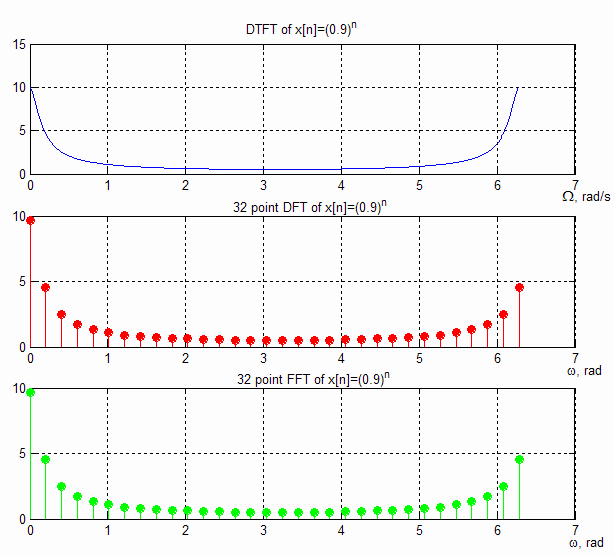 DTFT of x[n]=(0.9)^n
15
10
5
0
0 1 2 3 4 5 6 7
Ω, rad/s
32 point DFT of x[n]=(0.9)^n
10
5
0
0 1 2 3 4 5 6 7
ω, rad
32 point FFT of x[n]=(0.9)^n
10
5
0
0 1 2 3 4 5 6 7
ω, rad